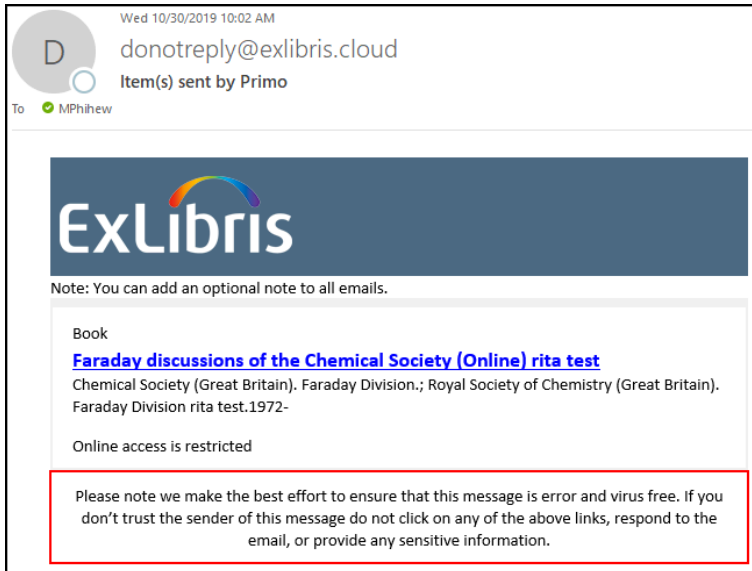 Wed 10/30/2019 10:02 AM
D
donotreply@exlibris.cloud
Item(s) sent by Primo
To MPhihew
ExLibris
Note: You can add an optional note to all emails.
Book
Faraday discussions of the Chemical Society (Online) rita test
Chemical Society (Great Britain). Faraday Division.; Royal Society of Chemistry (Great Britain).
Faraday Division rita test.1972-
Online access is restricted
Please note we make the best effort to ensure that this message is error and virus free. If you
don’t trust the sender of this message do not click on any of the above links, respond to the
email, or provide any sensitive information.